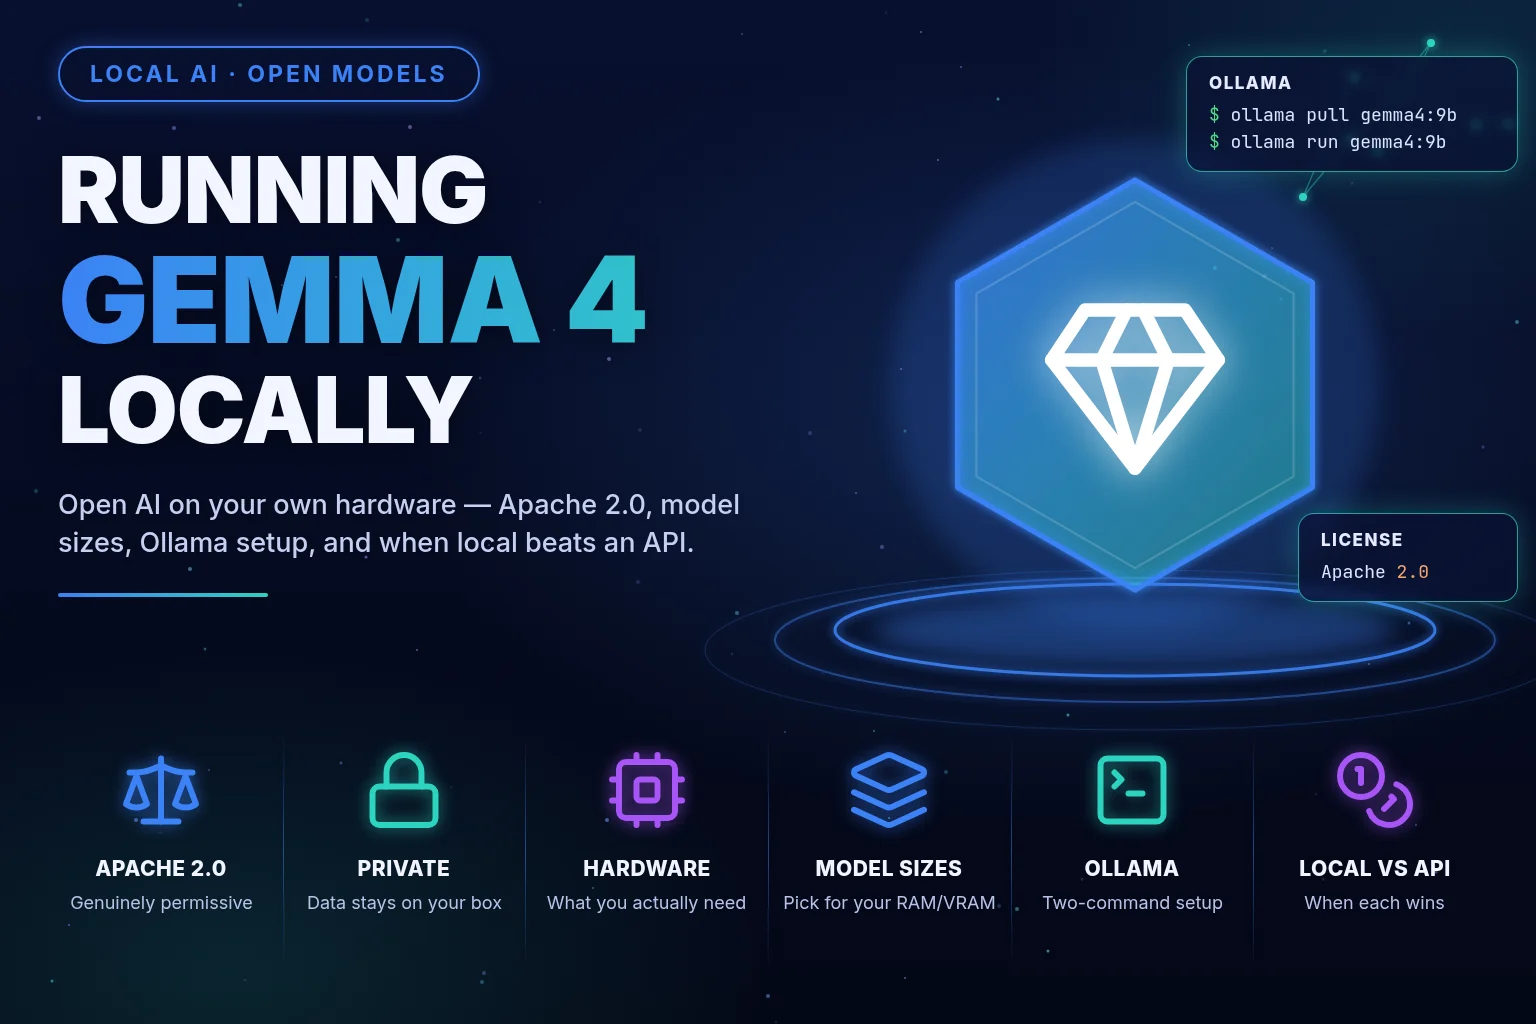 LOCAL AI · OPEN MODELS
RUNNING
GEMMA 4
LOCALLY
Open AI on your own hardware — Apache 2.0, model
sizes, Ollama setup, and when local beats an API.
OLLAMA
$ ollama pull gemma4:9b
$ ollama run gemma4:9b
LICENSE
Apache 2.0
APACHE 2.0
Genuinely permissive
PRIVATE
Data stays on your box
HARDWARE
What you actually need
MODEL SIZES
Pick for your RAM/VRAM
OLLAMA
Two-command setup
LOCAL VS API
When each wins